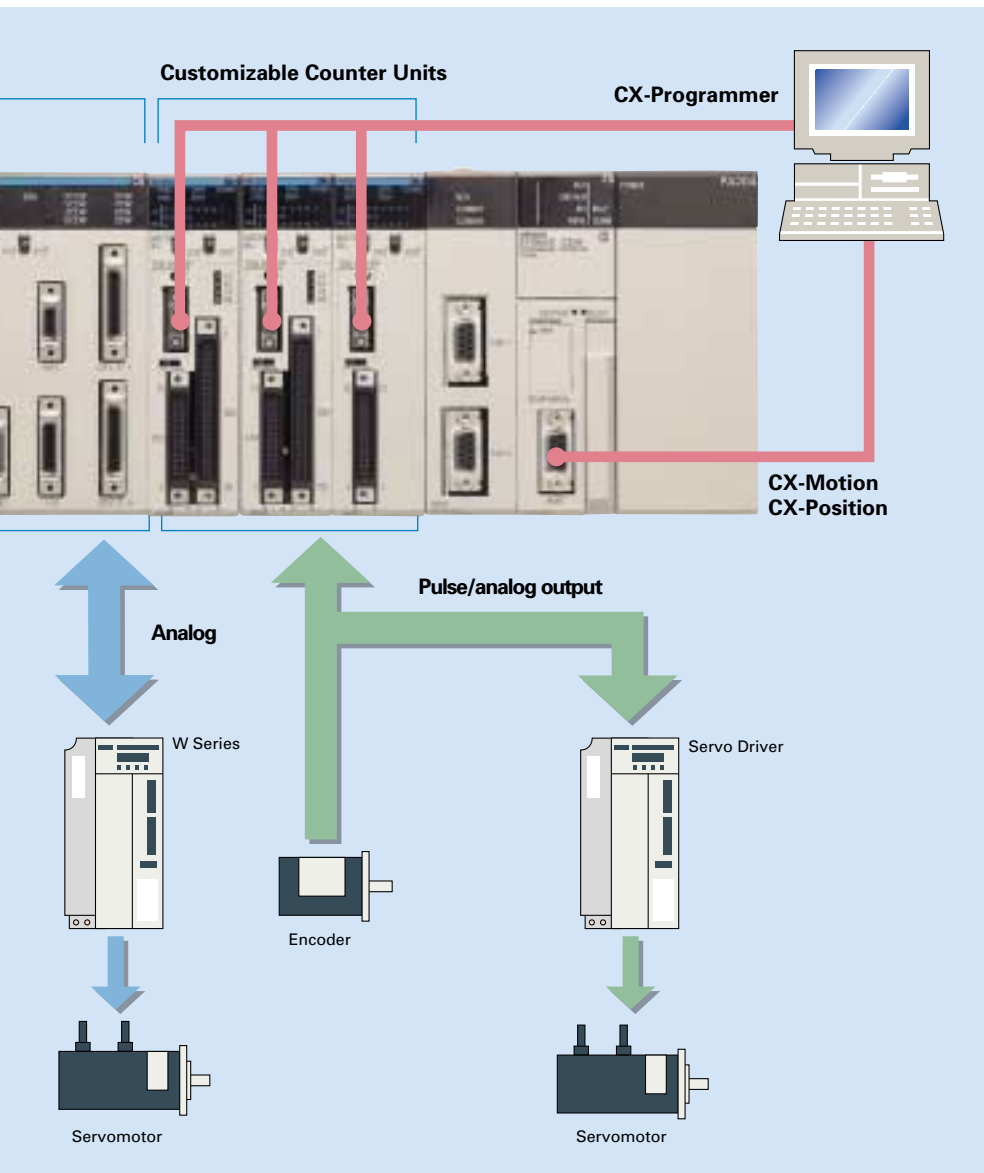 Customizable Counter Units
CX-Programmer
CX-Motion
CX-Position
Pulse/analog output
Analog
W Series
Servo Driver
Encoder
Servomotor
Servomotor